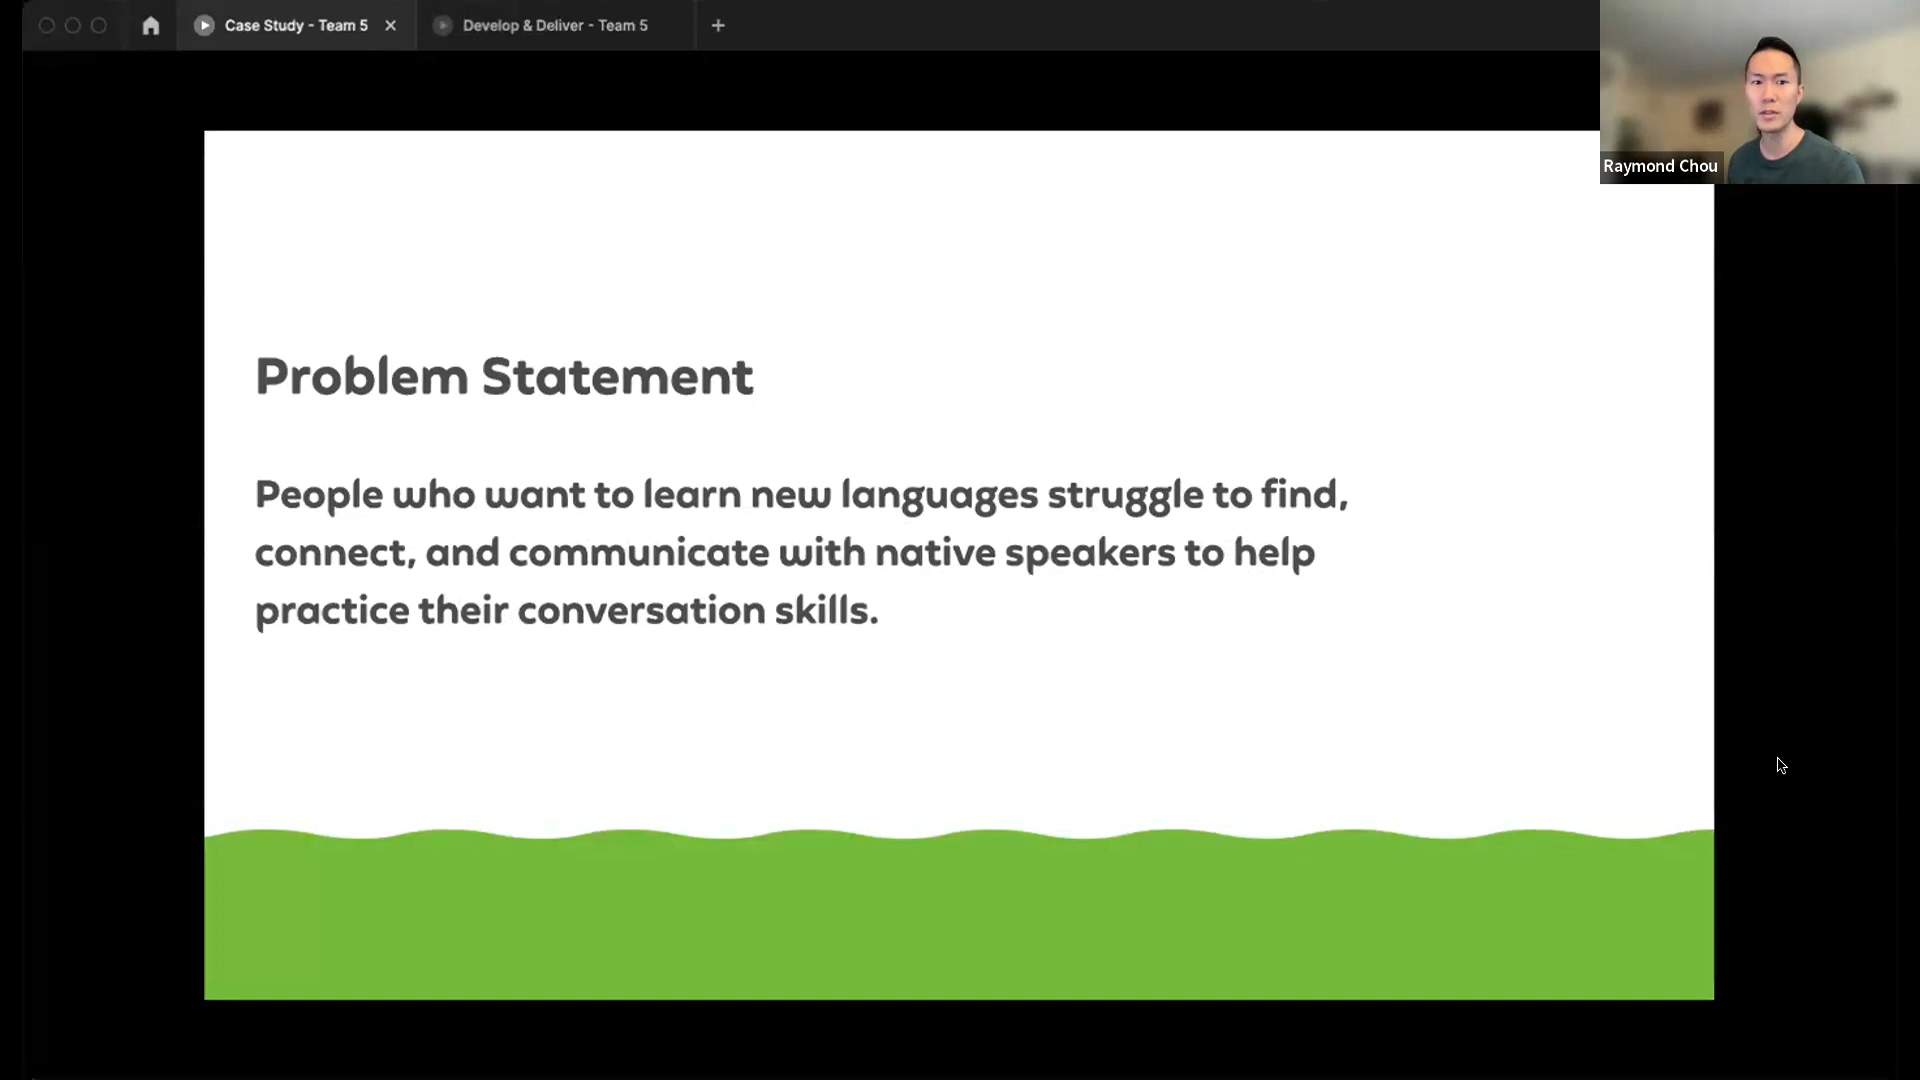 Case Study - Team 5
Develop & Deliver - Team 5
Raymond Chou
Problem Statement
People who want to learn new languages struggle to find,
connect, and communicate with native speakers to help
practice their conversation skills.